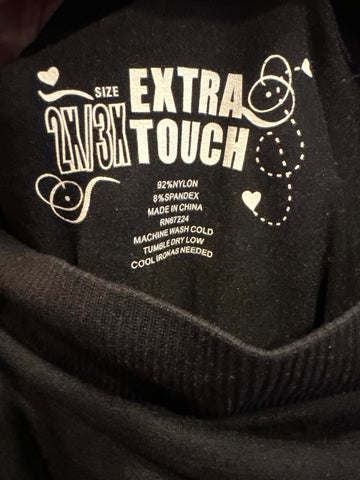 SIZE
2X/3X
EXTRA
TOUCH
92%NYLON
8%SPANDEX
MADE IN CHINA
RN67224
MACHINE WASH COLD
TUMBLE DRY LOW
COOL IRON AS NEEDED